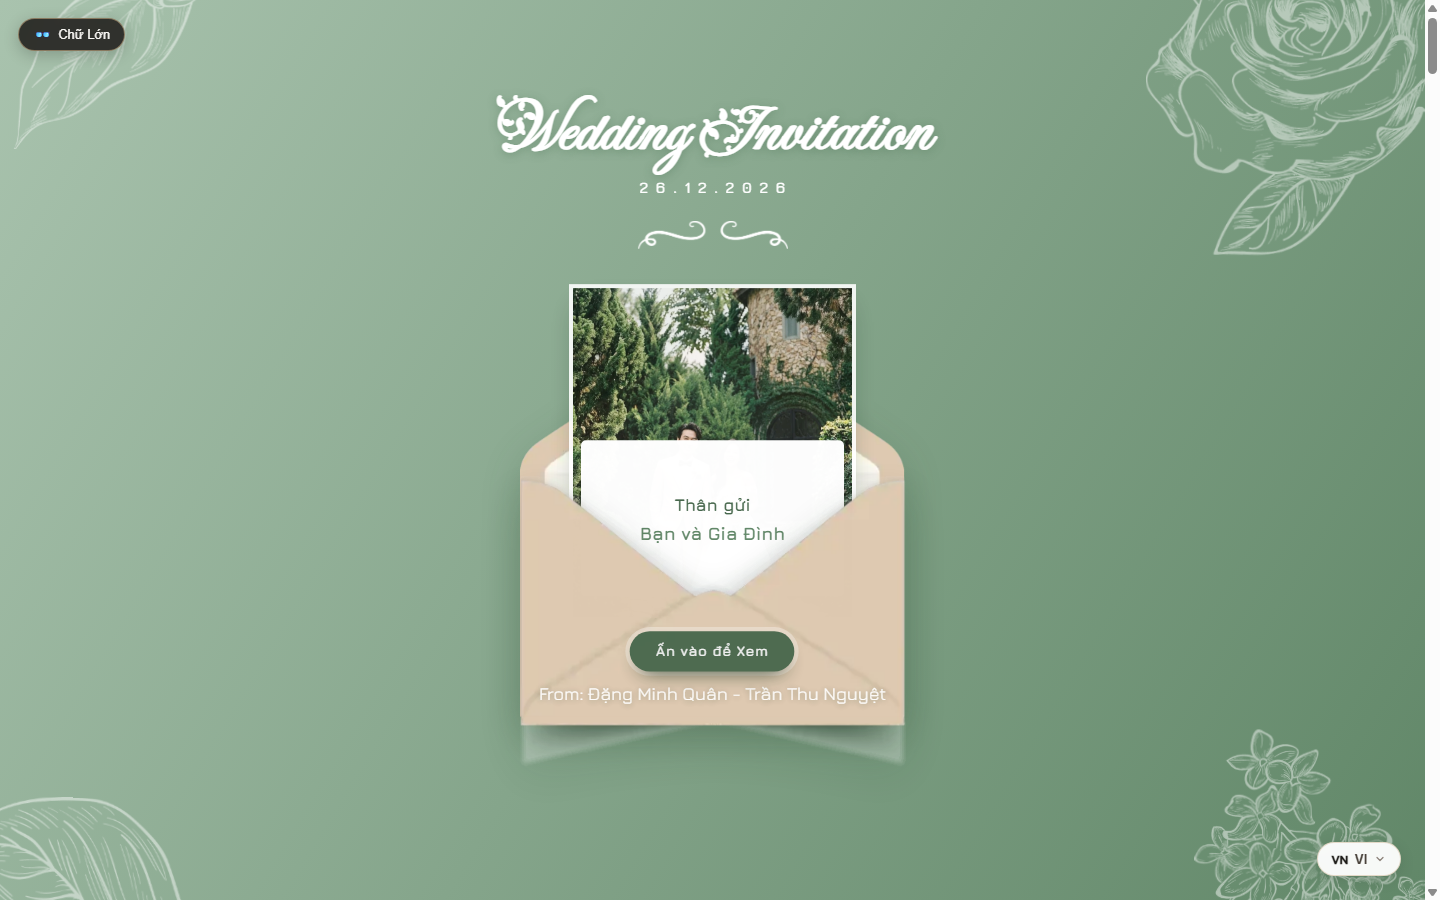 Chữ Lớn
Wedding Invitation
26.12.2026
Thân gửi
Bạn và Gia Đình
Ấn vào để Xem
From: Đặng Minh Quân - Trần Thu Nguyệt
VN VI